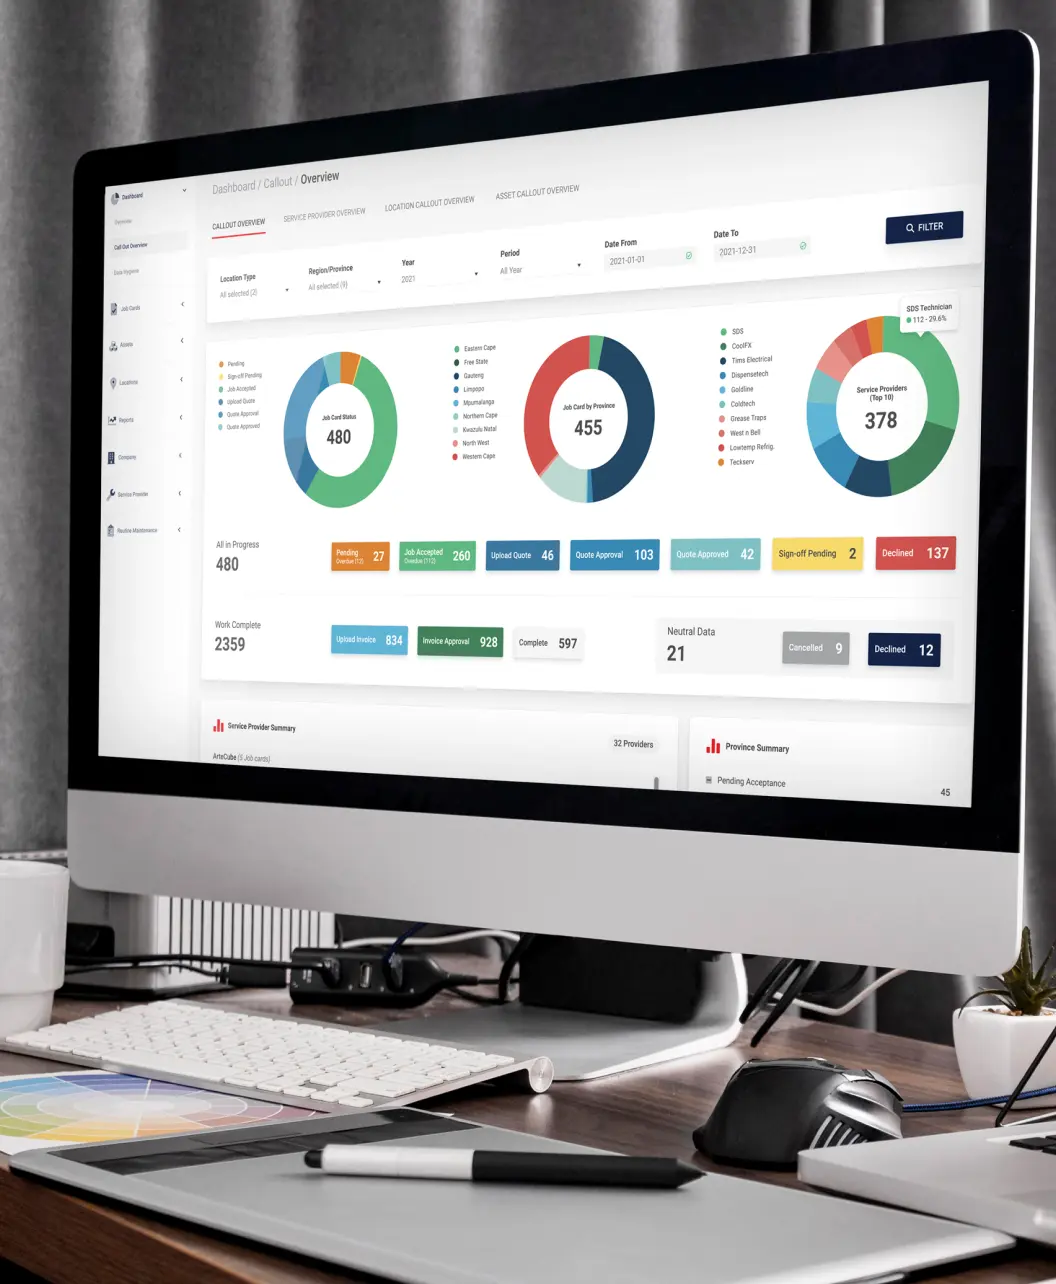 Dashboard
Overview
Call Out Overview
Data Hygiene
Job Cards
Assets
Locations
Reports
Company
Service Provider
Routine Maintenance
Dashboard / Callout / Overview
CALLOUT OVERVIEW
SERVICE PROVIDER OVERVIEW
LOCATION CALLOUT OVERVIEW
ASSET CALLOUT OVERVIEW
Location Type
All selected (2)
Region/Province
All selected (9)
Year
2021
Period
All Year
Date From
2021-01-01
Date To
2021-12-31
FILTER
Pending
Sign-off Pending
Job Accepted
Upload Quote
Quote Approval
Quote Approved
Job Card Status
480
Eastern Cape
Free State
Gauteng
Limpopo
Mpumalanga
Northern Cape
Kwazulu Natal
North West
Western Cape
Job Card by Province
455
SDS
CoolFX
Tims Electrical
Dispensetech
Goldline
Coldtech
Grease Traps
West n Bell
Lowtemp Refrig.
Teckserv
Service Providers
(Top 10)
378
SDS Technician
112 - 29.6%
All in Progress
480
Pending 27
Overdue (12)
Job Accepted 260
Overdue (112)
Upload Quote 46
Quote Approval 103
Quote Approved 42
Sign-off Pending 2
Declined 137
Work Complete
2359
Upload Invoice 834
Invoice Approval 928
Complete 597
Neutral Data
21
Cancelled 9
Declined 12
Service Provider Summary
32 Providers
ArteCube (5 Job cards)
Province Summary
Pending Acceptance
45